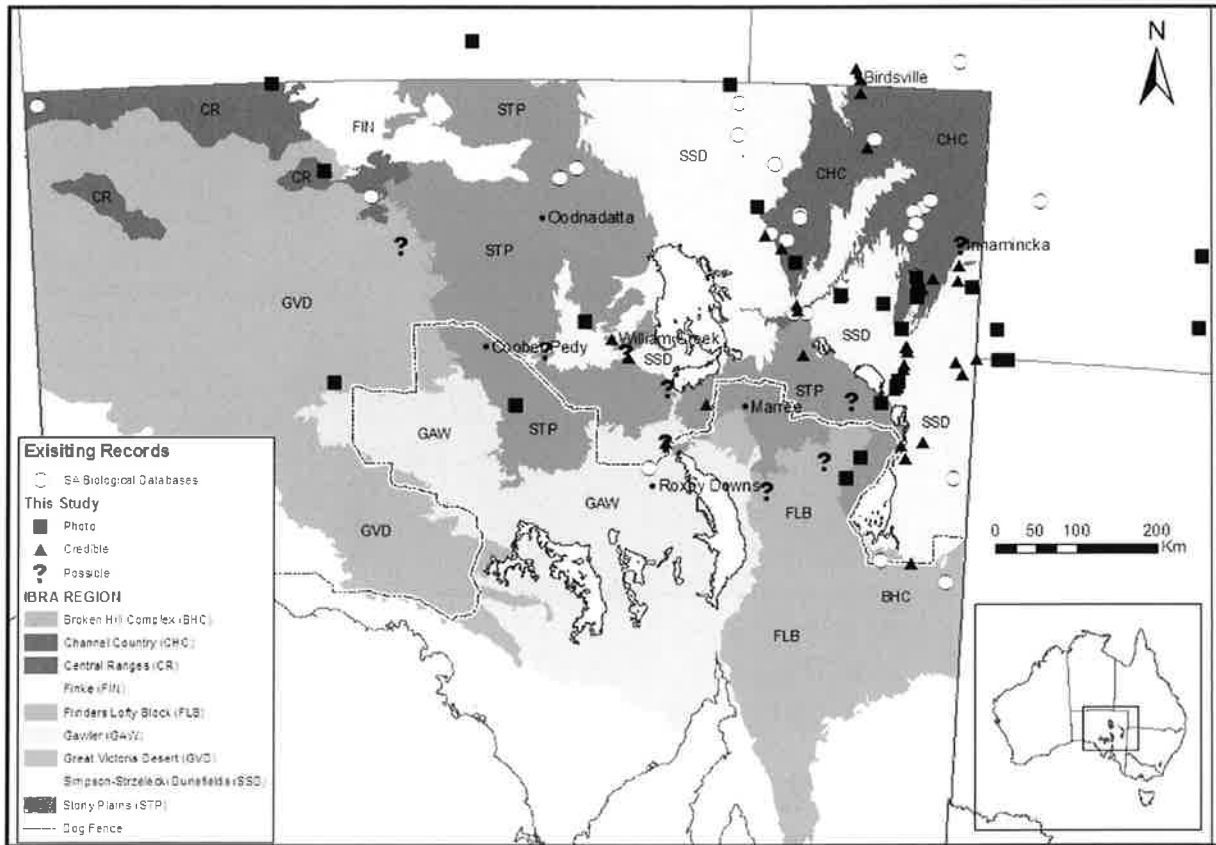 N
Birdsville
CR
STP
FIN
CHC
SSD
CR
CHC
CR
Oodnadatta
STP
?
?
Innamincka
GVD
William Creek
SSD
Coober Pedy
?
?
SSD
?
STP
?
Marree
GAW
STP
SSD
?
?
Roxby Downs
?
GAW
FLB
GVD
BHC
FLB
0 50 100 200
Km
Exisiting Records
SA Biological Databases
This Study
Photo
Credible
? Possible
IBRA REGION
Broken Hill Complex (BHC)
Channel Country (CHC)
Central Ranges (CR)
Finke (FIN)
Flinders Lofty Block (FLB)
Gawler (GAW)
Great Victoria Desert (GVD)
Simpson-Strzelecki Dunefields (SSD)
Stony Plains (STP)
Dog Fence